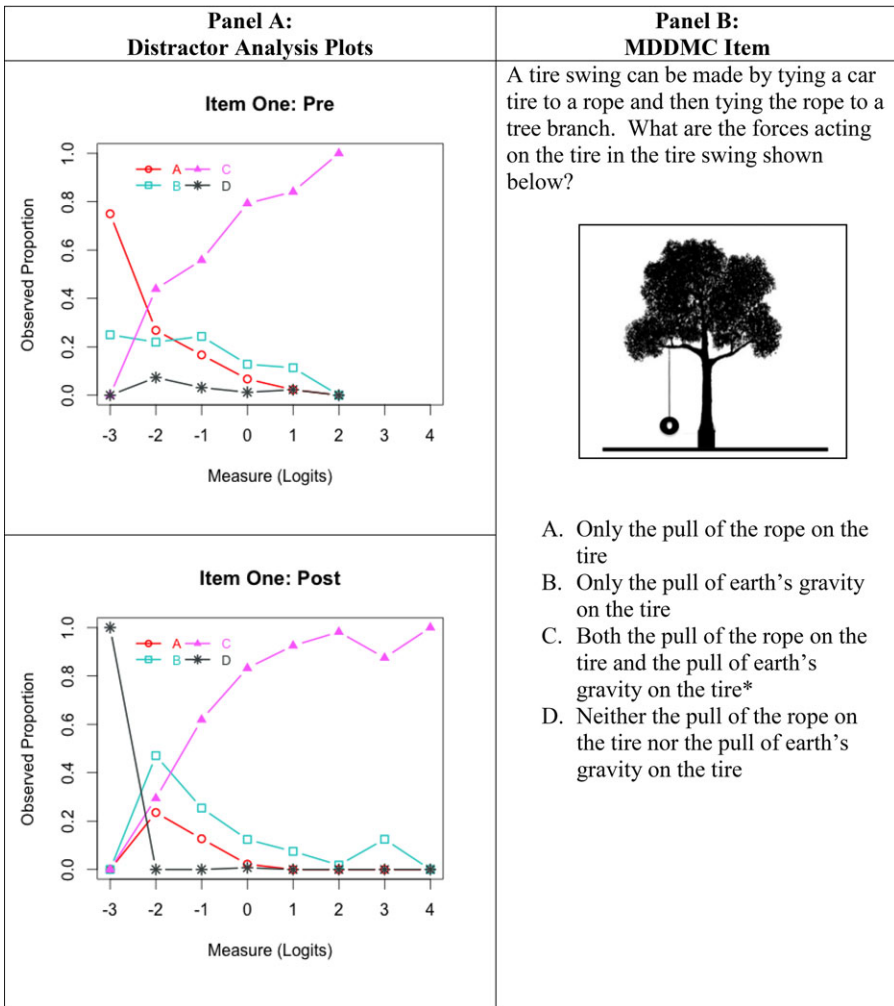 Panel A:
Distractor Analysis Plots
Panel B:
MDDMC Item
Item One: Pre
1.0
0.8
0.6
0.4
0.2
0.0
Observed Proportion
A C
B D
-3 -2 -1 0 1 2 3 4
Measure (Logits)
Item One: Post
1.0
0.8
0.6
0.4
0.2
0.0
Observed Proportion
A C
B D
-3 -2 -1 0 1 2 3 4
Measure (Logits)
A tire swing can be made by tying a car
tire to a rope and then tying the rope to a
tree branch. What are the forces acting
on the tire in the tire swing shown
below?
A. Only the pull of the rope on the
tire
B. Only the pull of earth's gravity
on the tire
C. Both the pull of the rope on the
tire and the pull of earth's
gravity on the tire*
D. Neither the pull of the rope on
the tire nor the pull of earth's
gravity on the tire